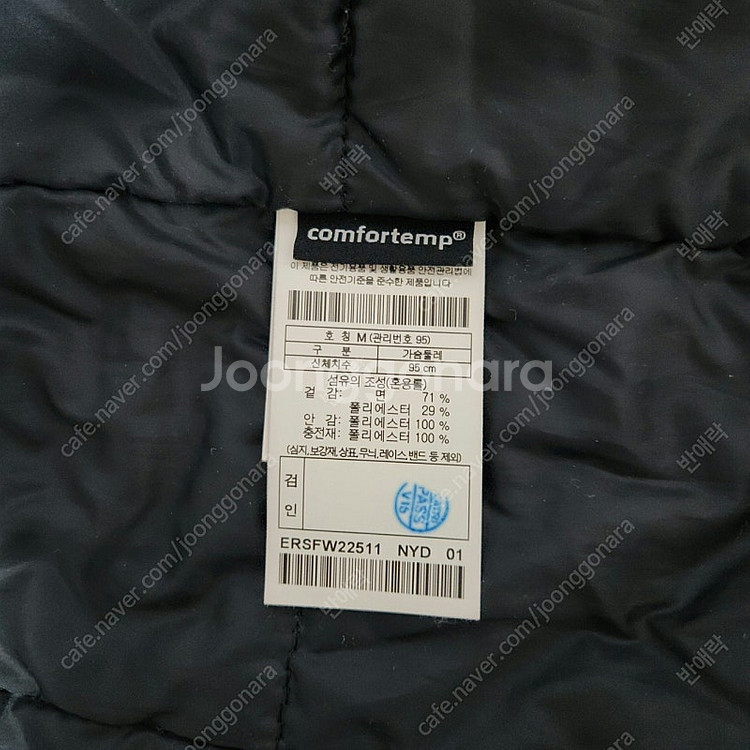 comfortemp®
이 제품은 전기용품 및 생활용품 안전관리법에
따른 안전기준을 준수한 제품입니다
호 칭 M (관리번호 95)
구 분 가슴둘레
신체치수 95 cm
Joonggonara
섬유의 조성(혼용률)
겉 감: 면 71 %
폴리에스터 29 %
안 감: 폴리에스터 100 %
충전재: 폴리에스터 100 %
(심지, 보강재, 상표, 무늬, 레이스 밴드 등 제외)
검
인
PASS
ERSFW22511 NYD 01
cafe.naver.com/joonggonara
반애락